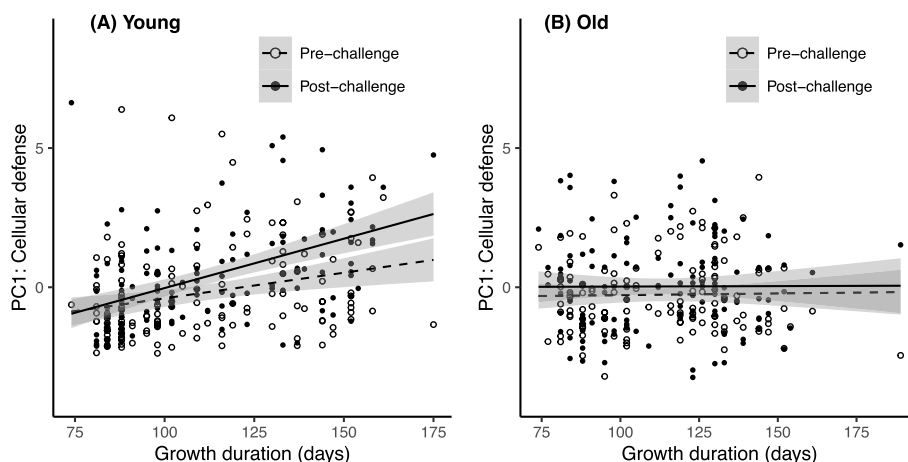 (A) Young
Pre−challenge
Post−challenge
PC1: Cellular defense
5
0
75 100 125 150 175
Growth duration (days)
(B) Old
Pre−challenge
Post−challenge
PC1: Cellular defense
5
0
75 100 125 150 175
Growth duration (days)